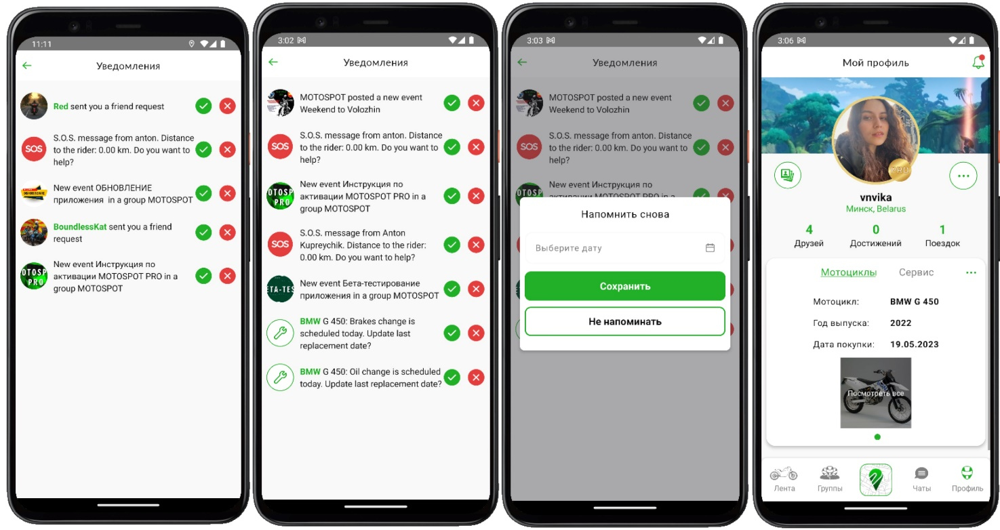 11:11
Уведомления
Red sent you a friend request
SOS
S.O.S. message from anton. Distance
to the rider: 0.00 km. Do you want to
help?
ОБНОВЛЕНИЕ
New event ОБНОВЛЕНИЕ
приложения in a group MOTOSPOT
BoundlessKat sent you a friend
request
OTOSP
PRO
New event Инструкция по
активации MOTOSPOT PRO in a
group MOTOSPOT
3:02
Уведомления
MOTOSPOT posted a new event
Weekend to Volozhin
SOS
S.O.S. message from anton. Distance
to the rider: 0.00 km. Do you want to
help?
OTOSP
PRO
New event Инструкция по
активации MOTOSPOT PRO in a
group MOTOSPOT
SOS
S.O.S. message from Anton
Kupreychik. Distance to the rider:
0.00 km. Do you want to help?
ETA-TES
New event Бета-тестирование
приложения in a group MOTOSPOT
BMW G 450: Brakes change is
scheduled today. Update last
replacement date?
BMW G 450: Oil change is scheduled
today. Update last replacement date?
3:03
Уведомления
MOTOSPOT posted a new event
Weekend to Volozhin
SOS
S.O.S. message from anton. Distance
to the rider: 0.00 km. Do you want to
help?
OTOSP
PRO
New event Инструкция по
активации MOTOSPOT PRO in a
Напомнить снова
Выберите дату
Сохранить
Не напоминать
3:06
Мой профиль
PRO
vnvika
Минск, Belarus
4
Друзей
0
Достижений
1
Поездок
Мотоциклы
Сервис
Мотоцикл: BMW G 450
Год выпуска: 2022
Дата покупки: 19.05.2023
Посмотреть все
Лента
Группы
Чаты
Профиль